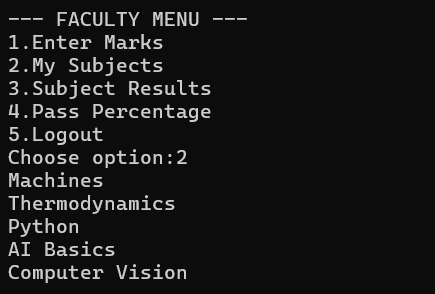 --- FACULTY MENU ---
1.Enter Marks
2.My Subjects
3.Subject Results
4.Pass Percentage
5.Logout
Choose option:2
Machines
Thermodynamics
Python
AI Basics
Computer Vision